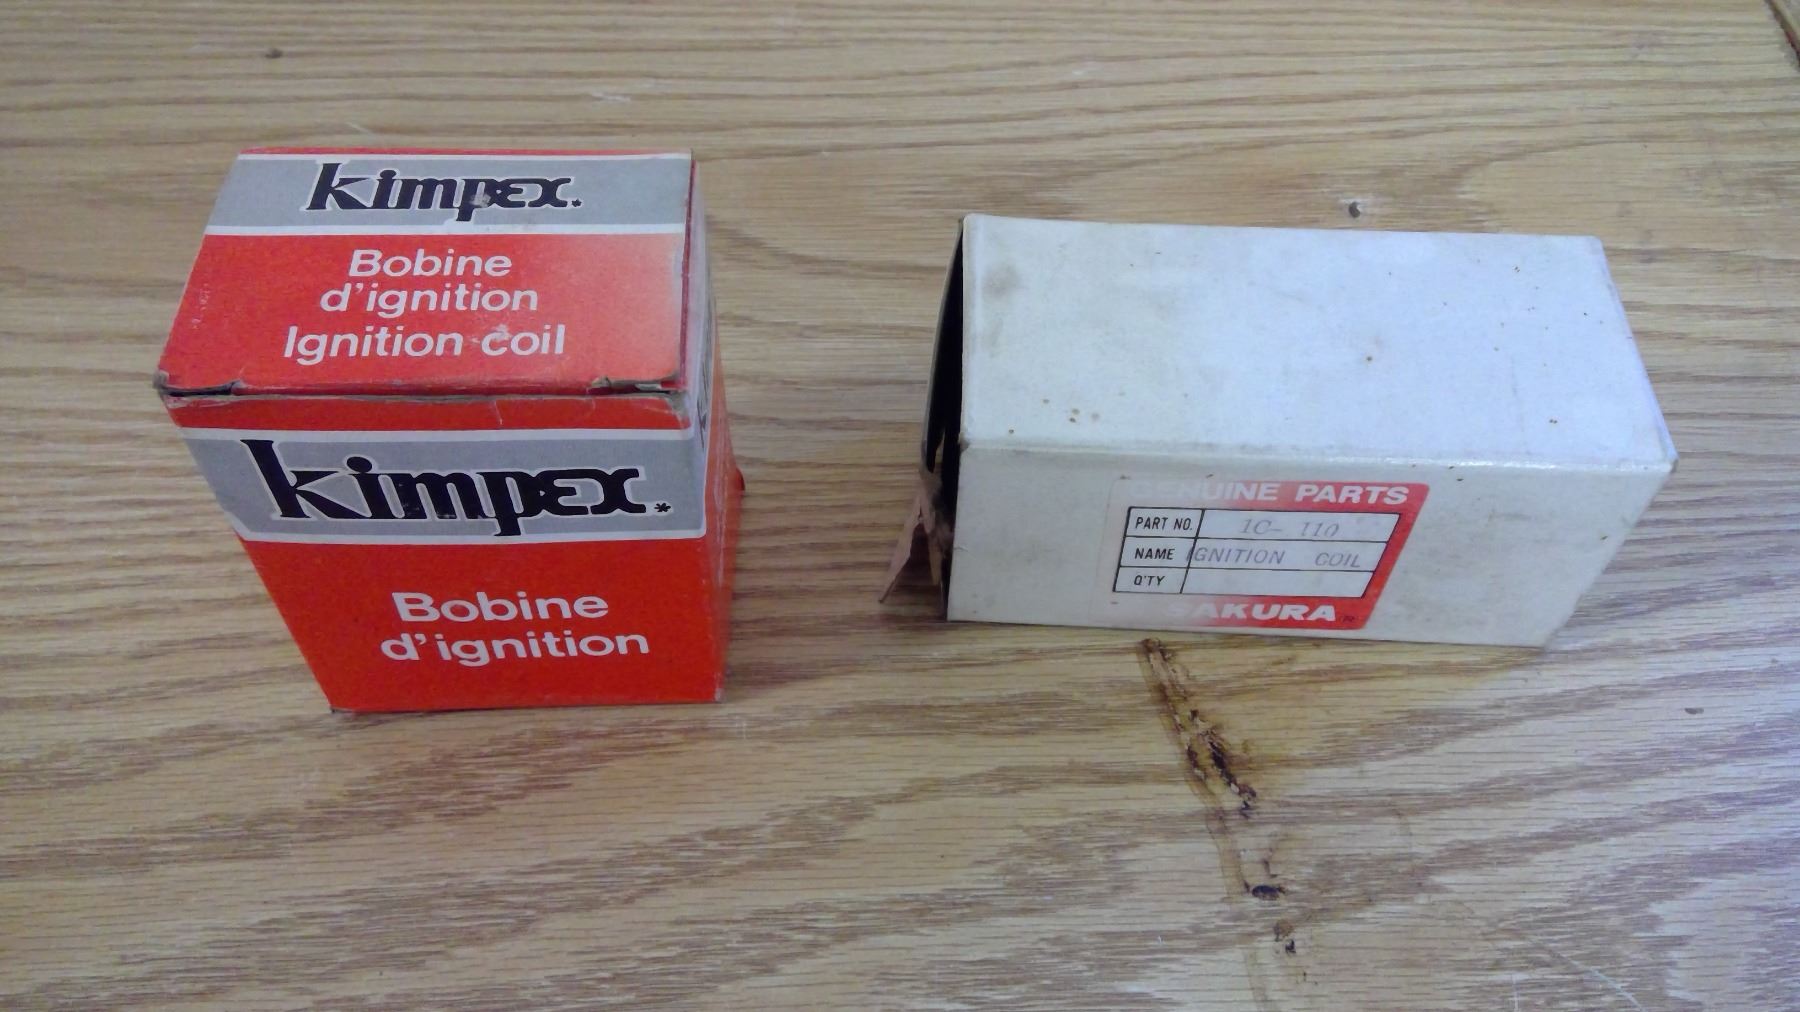 kimpex.
Bobine
d'ignition
Ignition coil
kimpex*
Bobine
d'ignition
GENUINE PARTS
PART NO. IC- 110
NAME IGNITION COIL
Q'TY
SAKURA ®